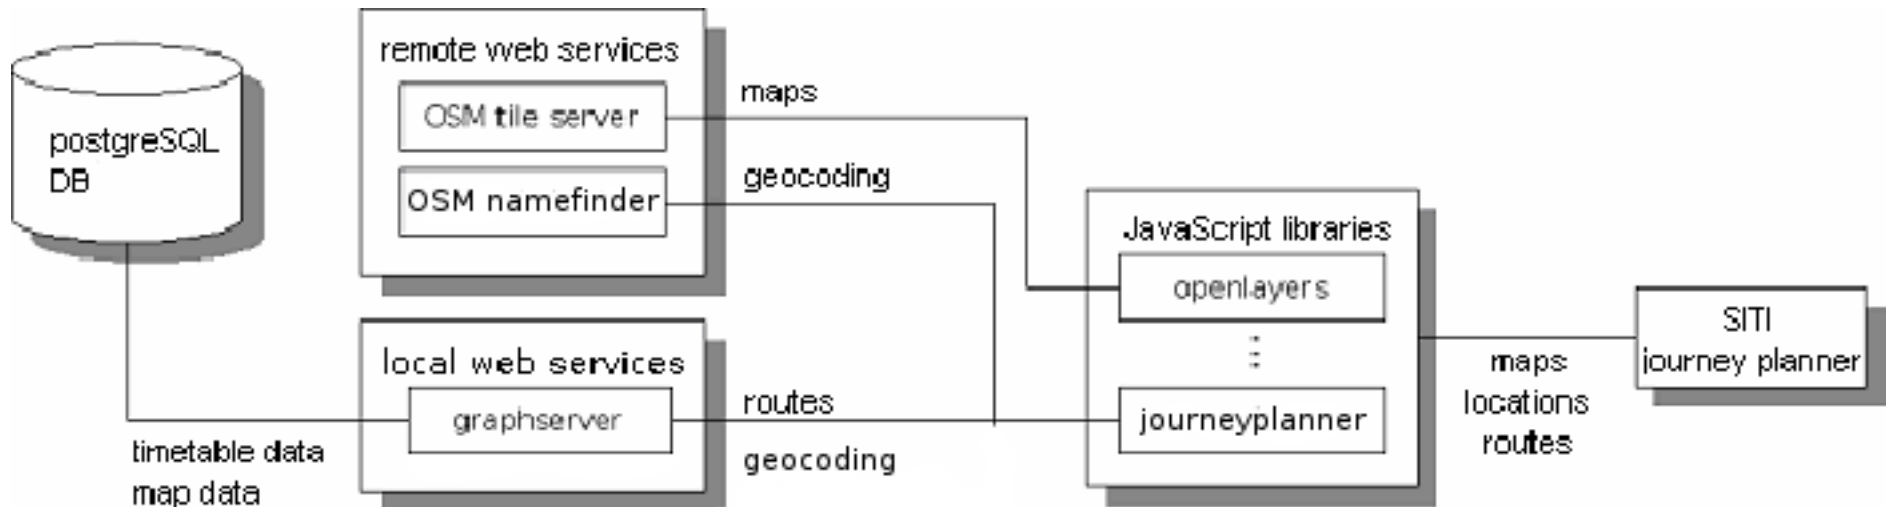 postgreSQL
DB
remote web services
OSM tile server
OSM namefinder
maps
geocoding
local web services
graphserver
timetable data
map data
routes
geocoding
JavaScript libraries
openlayers
journeyplanner
maps
locations
routes
SITI
journey planner